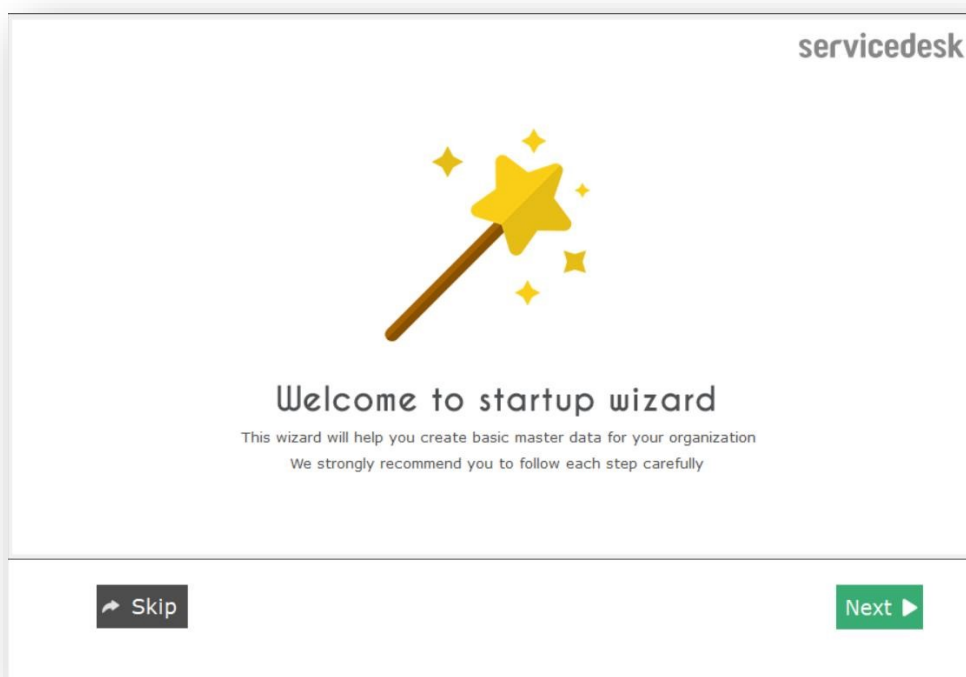 servicedesk
Welcome to startup wizard
This wizard will help you create basic master data for your organization
We strongly recommend you to follow each step carefully
Skip
Next